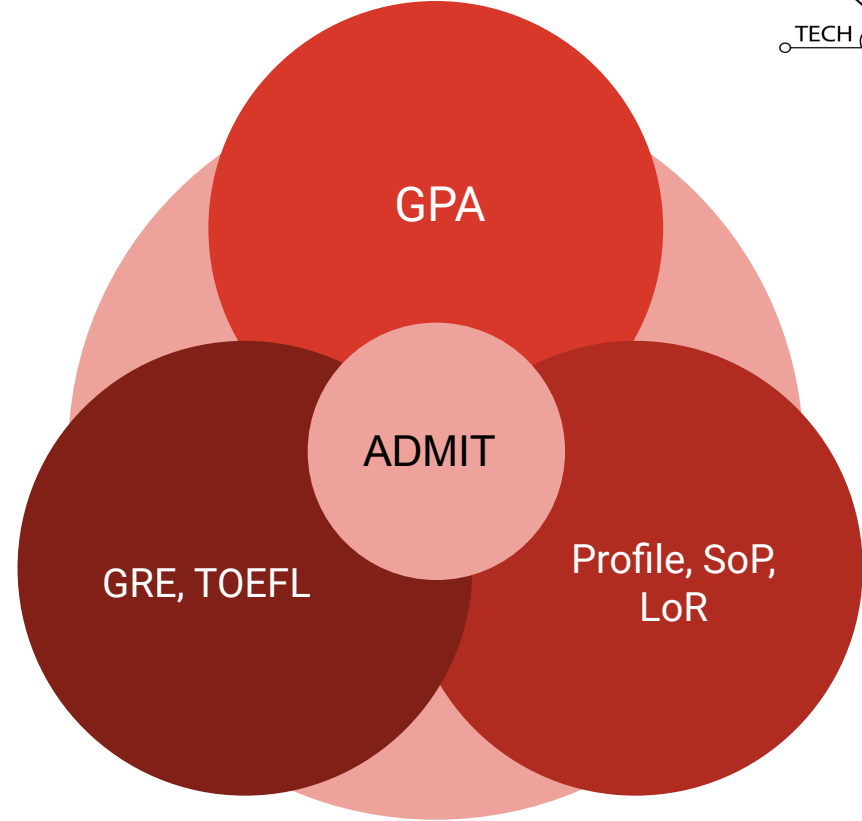 TECH
GPA
ADMIT
GRE, TOEFL
Profile, SoP,
LoR